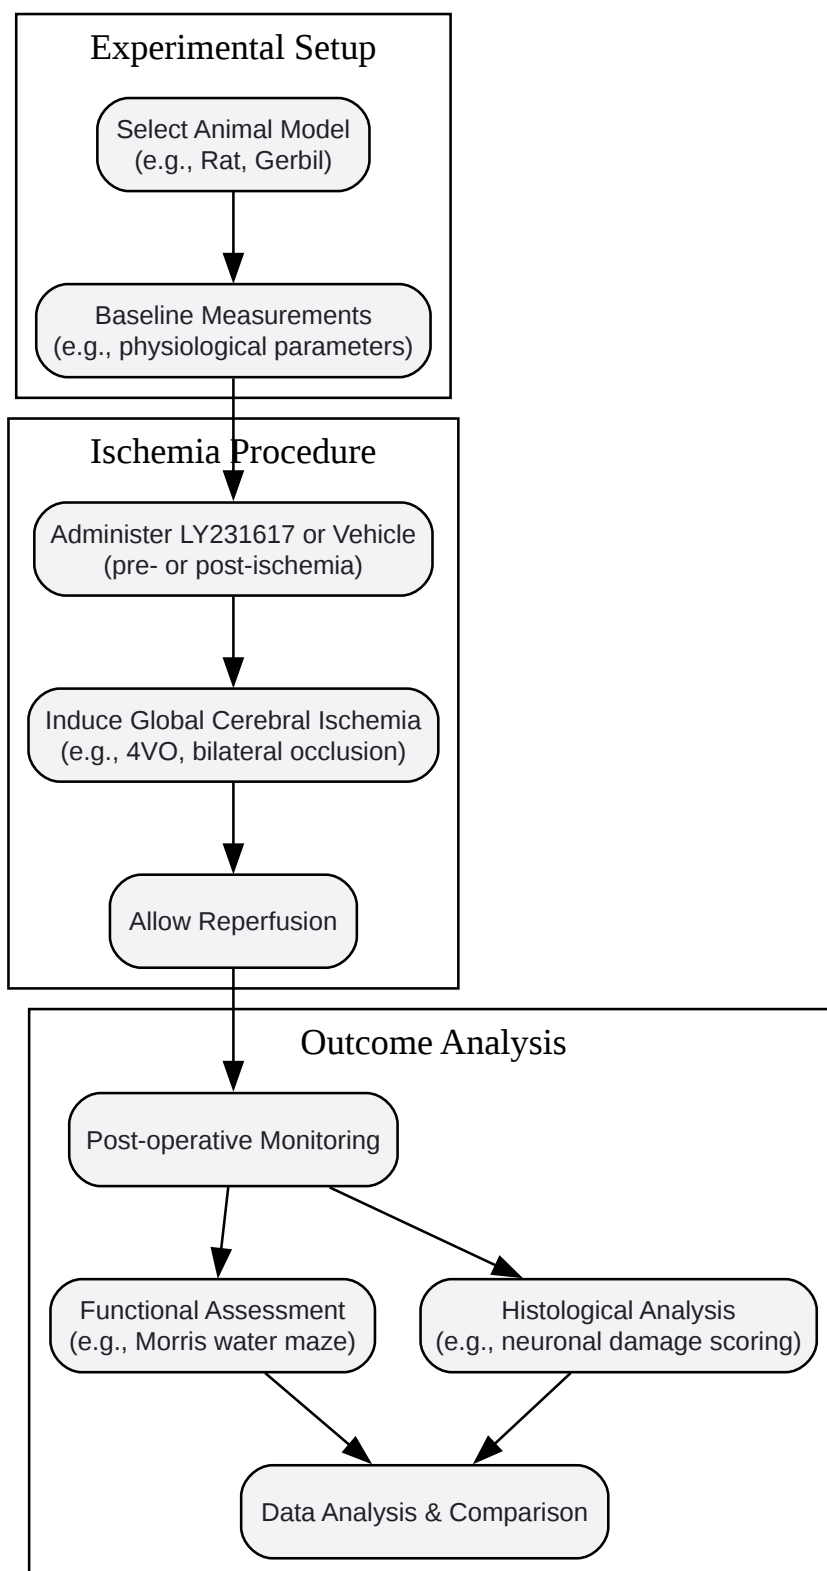 Experimental Setup
Select Animal Model
(e.g., Rat, Gerbil)
Baseline Measurements
(e.g., physiological parameters)
Ischemia Procedure
Administer LY231617 or Vehicle
(pre- or post-ischemia)
Induce Global Cerebral Ischemia
(e.g., 4VO, bilateral occlusion)
Allow Reperfusion
Outcome Analysis
Post-operative Monitoring
Functional Assessment
(e.g., Morris water maze)
Histological Analysis
(e.g., neuronal damage scoring)
Data Analysis & Comparison